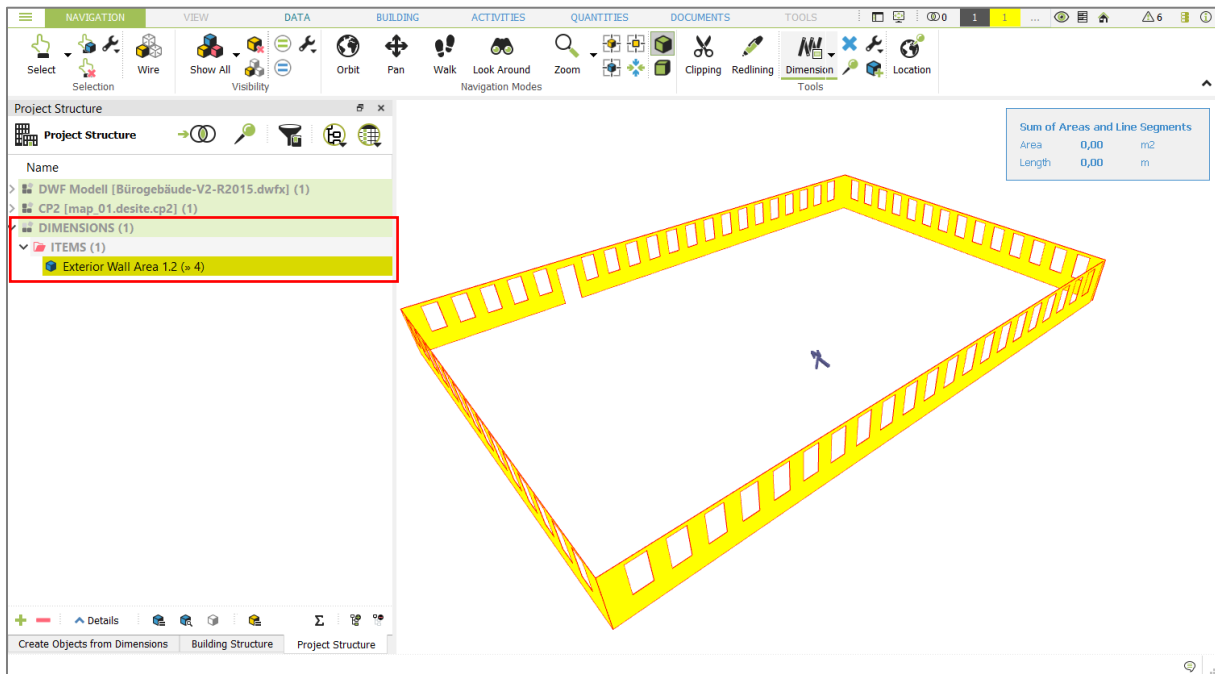 NAVIGATION VIEW DATA BUILDING ACTIVITIES QUANTITIES DOCUMENTS TOOLS 0 1 1 ... 6
Select Wire Show All Orbit Pan Walk Look Around Zoom Clipping Redlining Dimension Location
Selection Visibility Navigation Modes Tools
Project Structure
Project Structure
Name
DWF Modell [Bürogebäude-V2-R2015.dwfx] (1)
CP2 [map_01.desite.cp2] (1)
DIMENSIONS (1)
ITEMS (1)
Exterior Wall Area 1.2 (» 4)
Sum of Areas and Line Segments
Area 0,00 m2
Length 0,00 m
Details
Create Objects from Dimensions Building Structure Project Structure